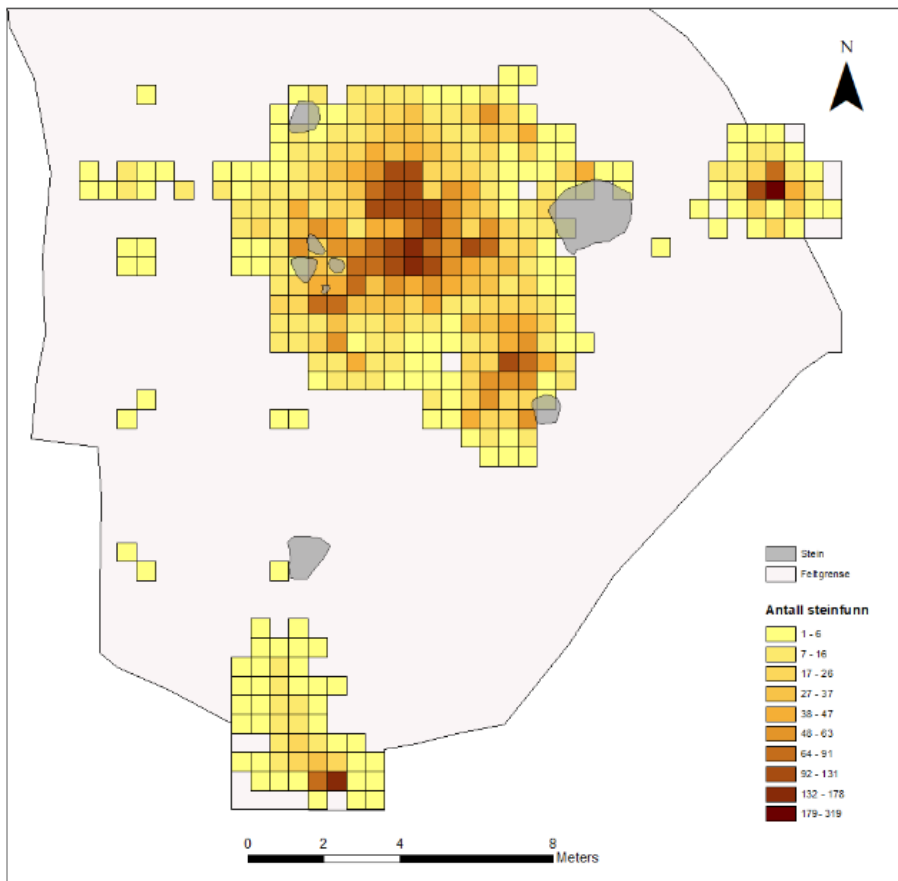 N
Stein
Feltgrense
Antall steinfunn
1 - 6
7 - 16
17 - 26
27 - 37
38 - 47
48 - 63
64 - 91
92 - 131
132 - 178
179 - 319
0 2 4 8
Meters